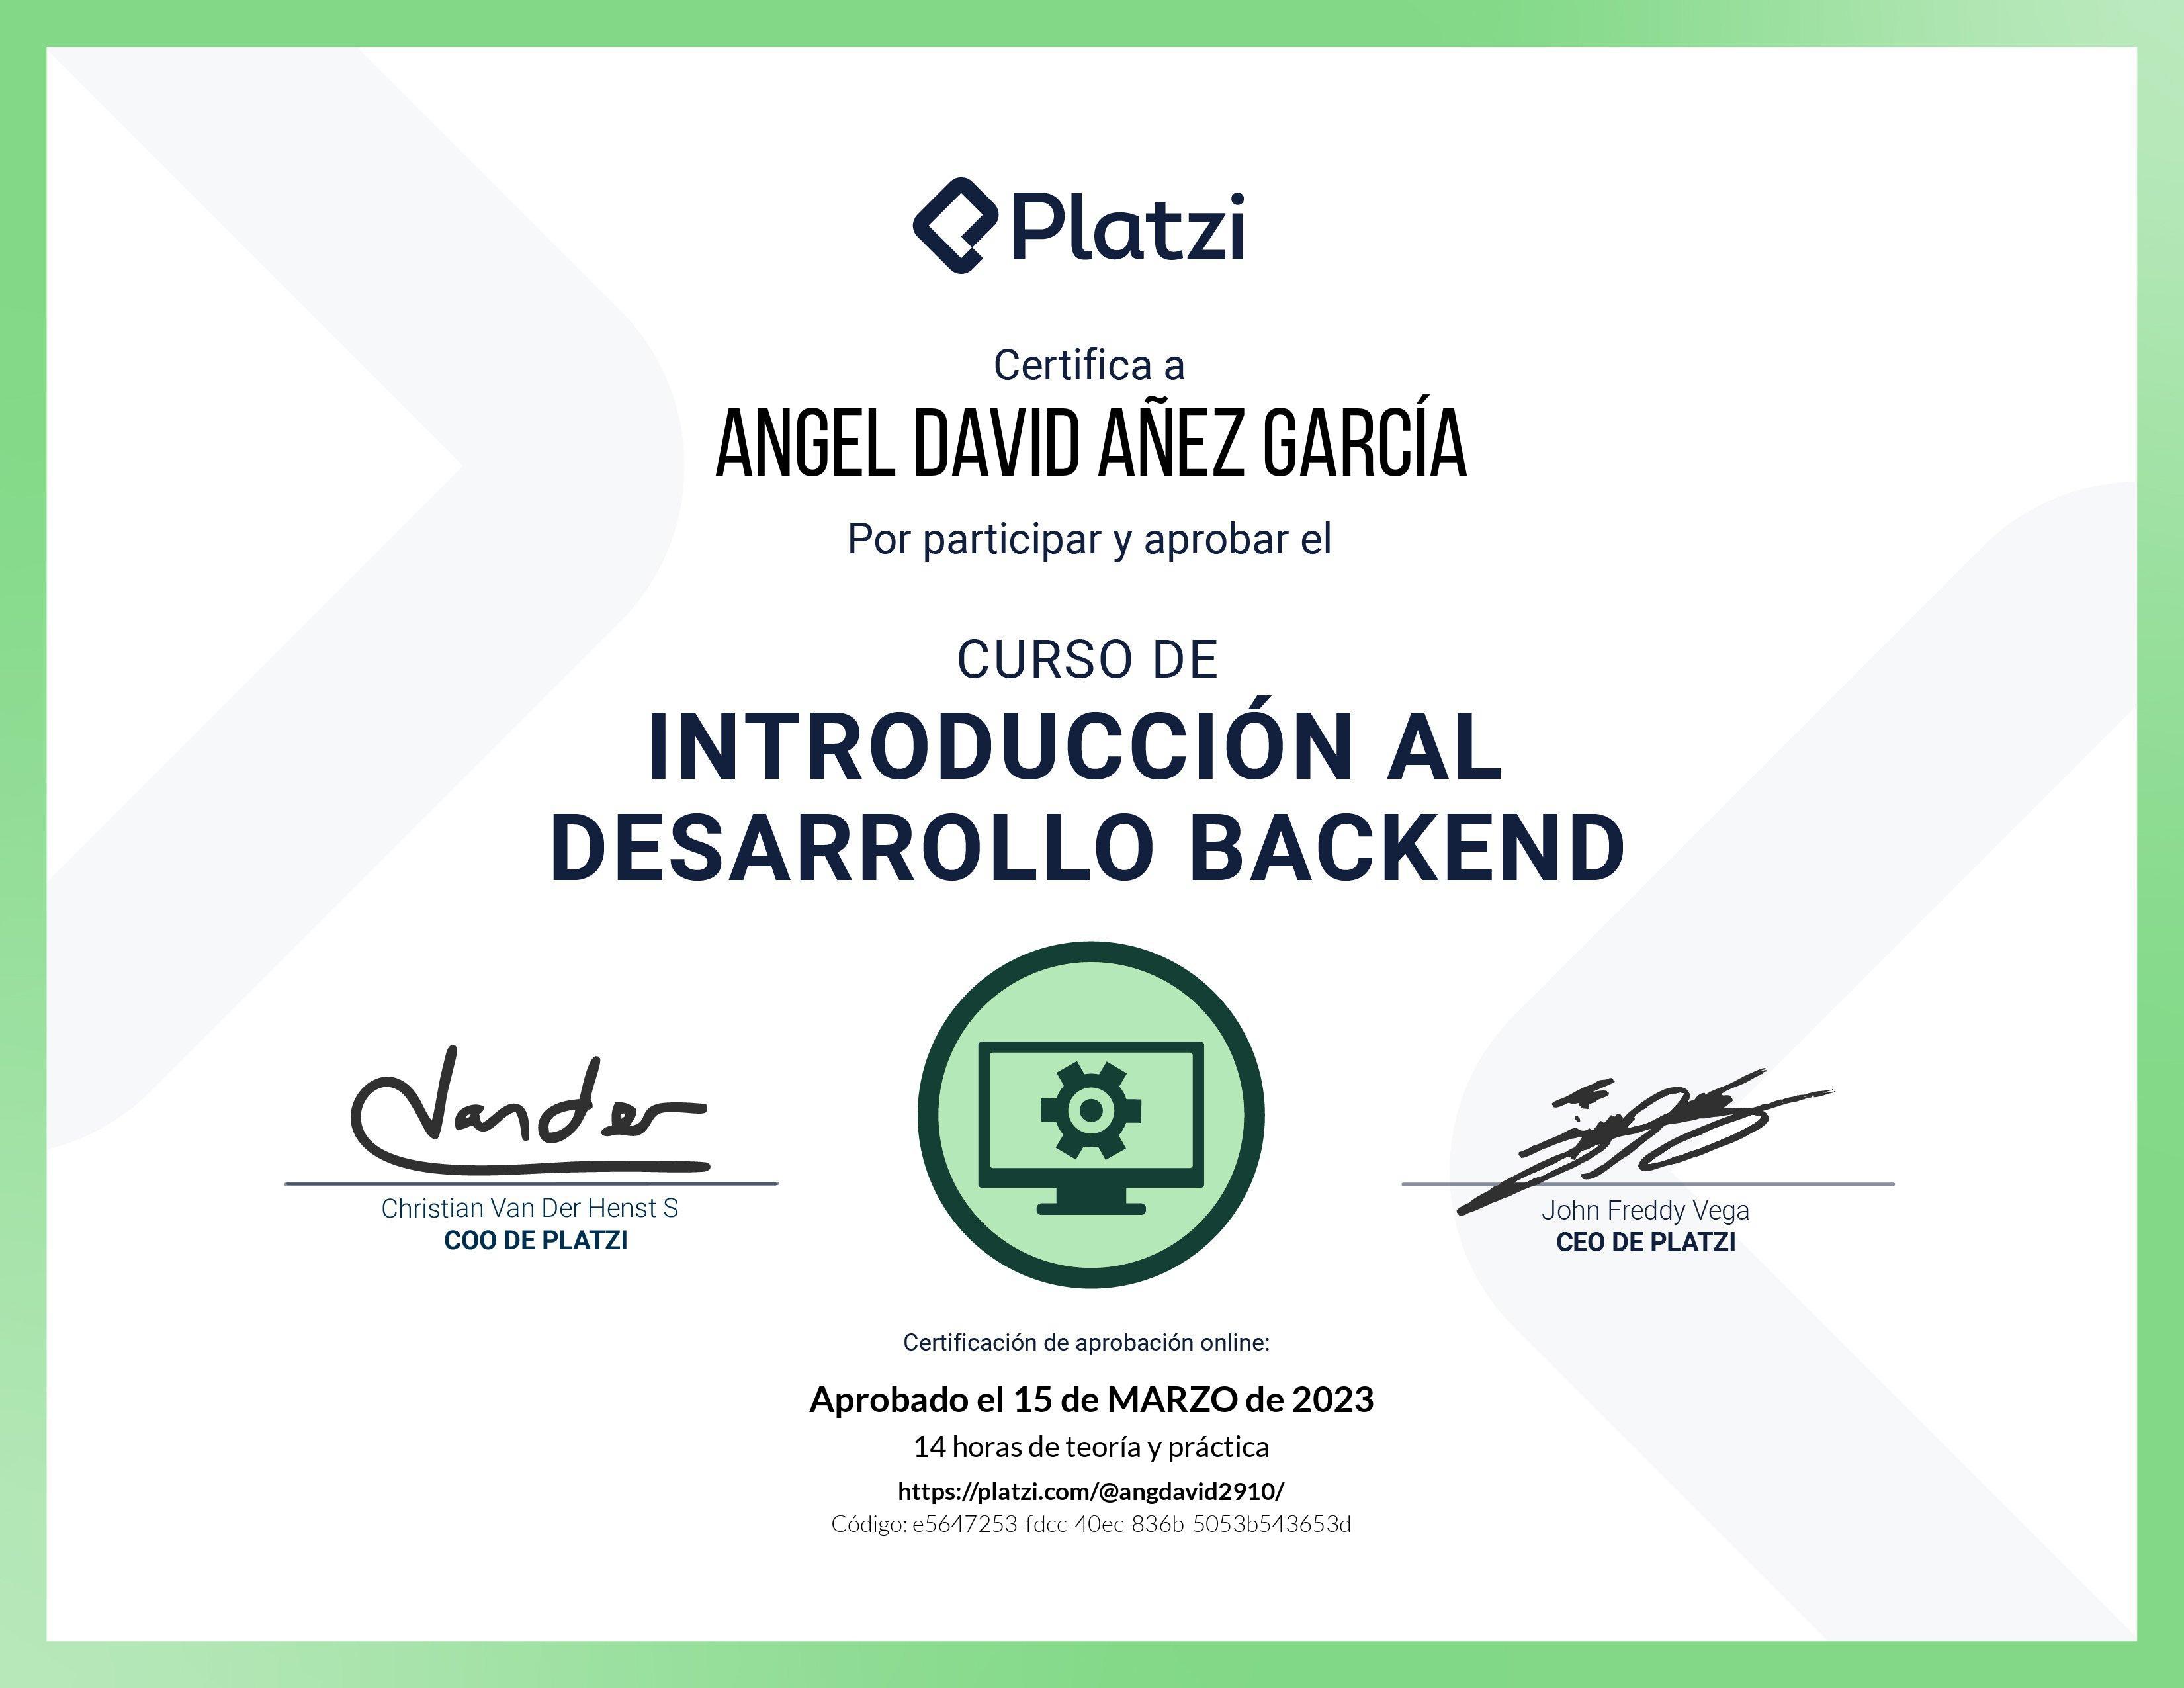 Platzi
Certifica a
ANGEL DAVID AÑEZ GARCÍA
Por participar y aprobar el
CURSO DE
INTRODUCCIÓN AL
DESARROLLO BACKEND
Vander
Christian Van Der Henst S
COO DE PLATZI
John Freddy Vega
CEO DE PLATZI
Certificación de aprobación online:
Aprobado el 15 de MARZO de 2023
14 horas de teoría y práctica
https://platzi.com/@angdavid2910/
Código: e5647253-fdcc-40ec-836b-5053b543653d